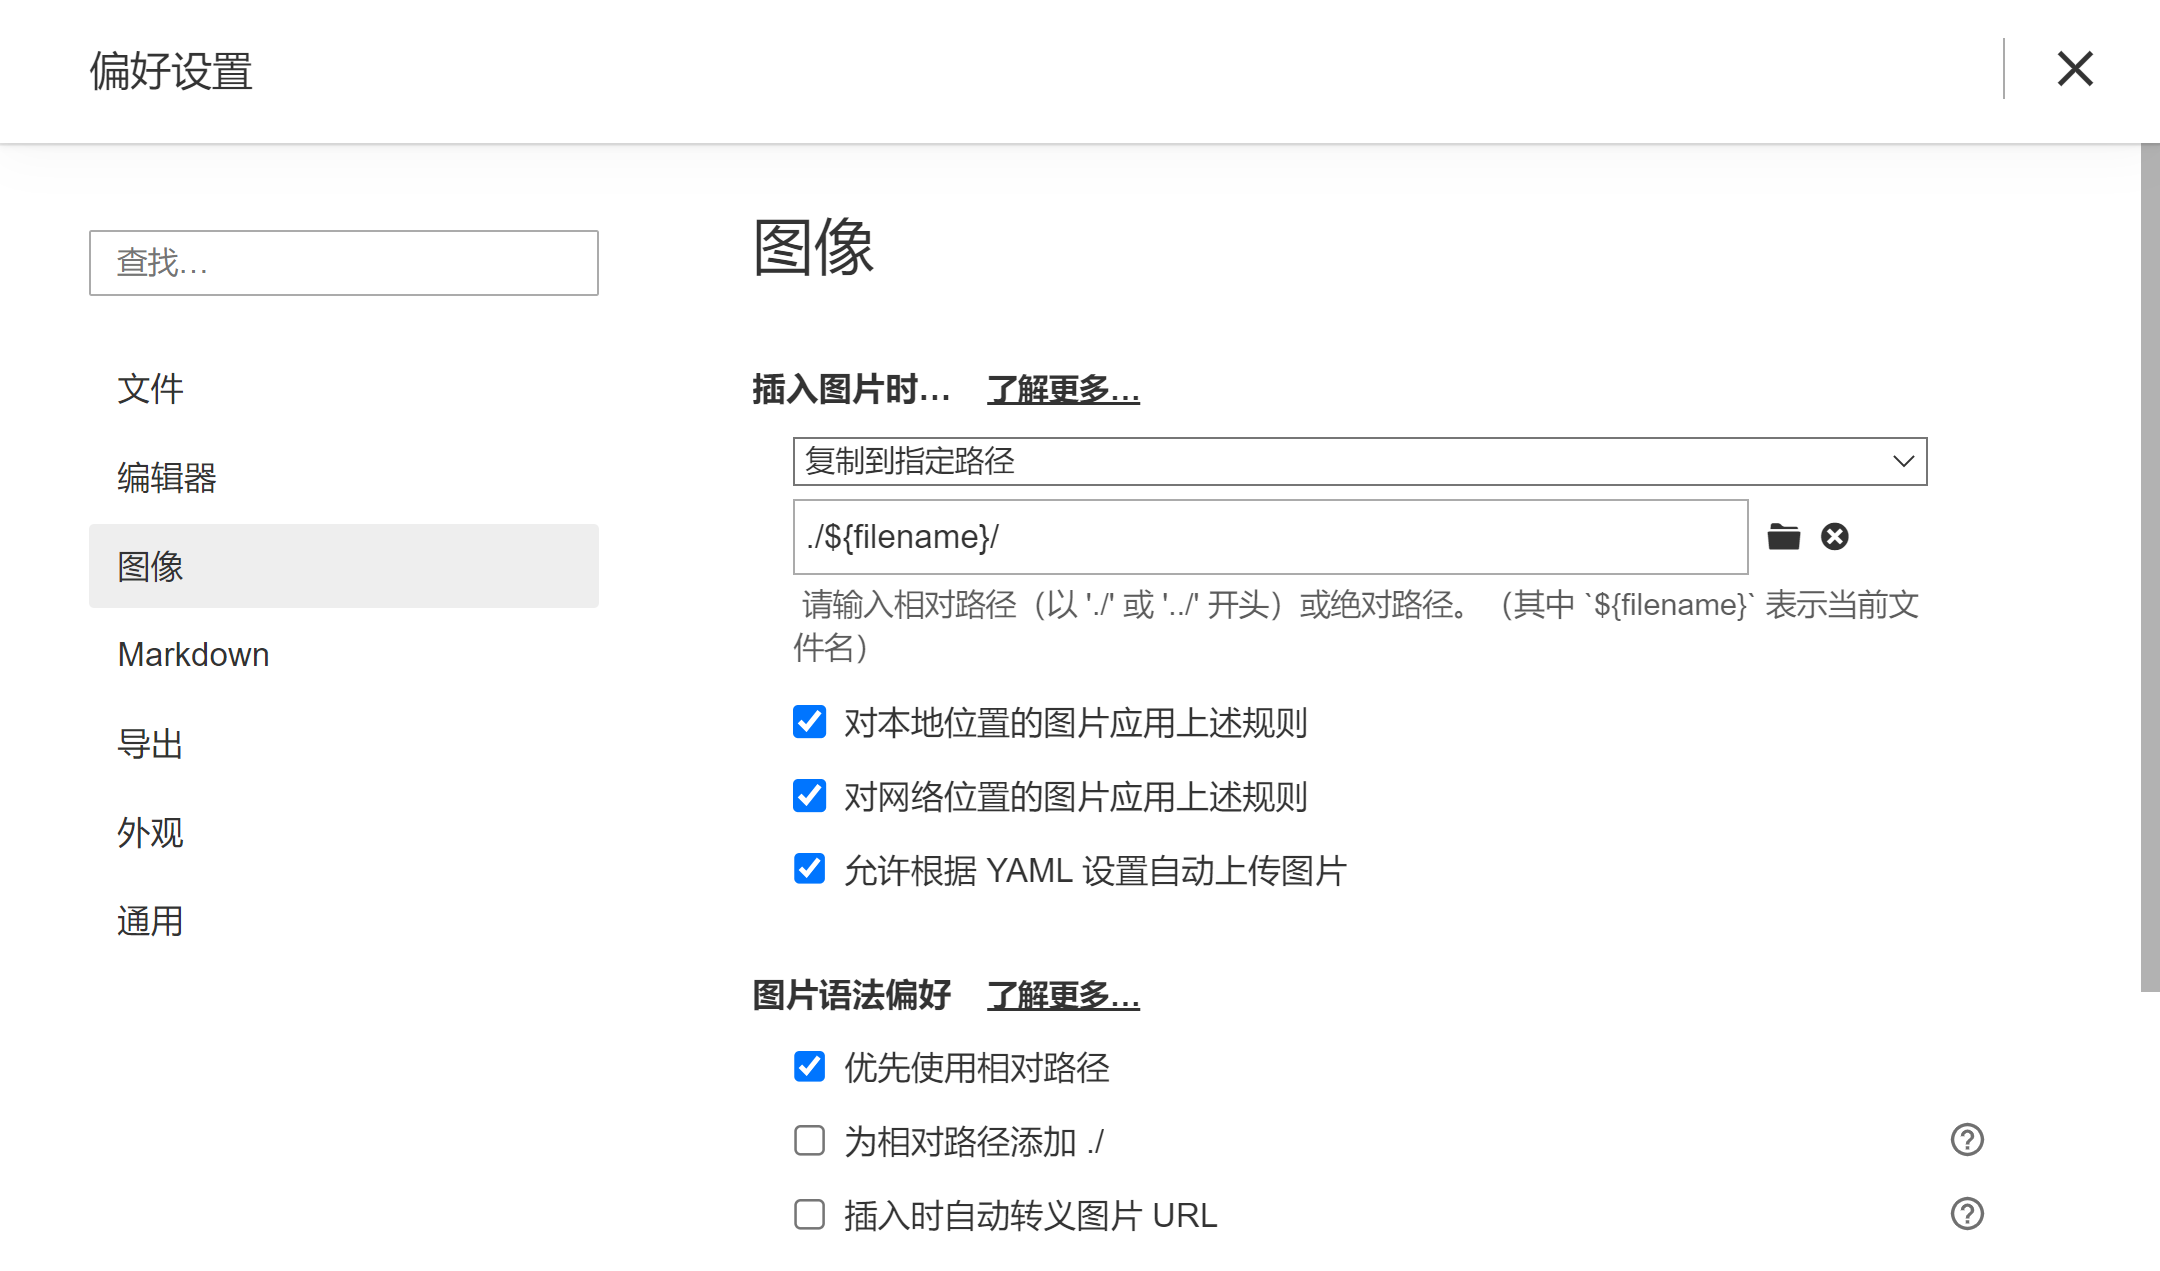 偏好设置
查找...
文件
编辑器
图像
Markdown
导出
外观
通用
图像
插入图片时... 了解更多...
复制到指定路径
./${filename}/
请输入相对路径（以 './' 或 '../' 开头）或绝对路径。（其中 `${filename}` 表示当前文
件名）
对本地位置的图片应用上述规则
对网络位置的图片应用上述规则
允许根据 YAML 设置自动上传图片
图片语法偏好 了解更多...
优先使用相对路径
为相对路径添加 ./
插入时自动转义图片 URL